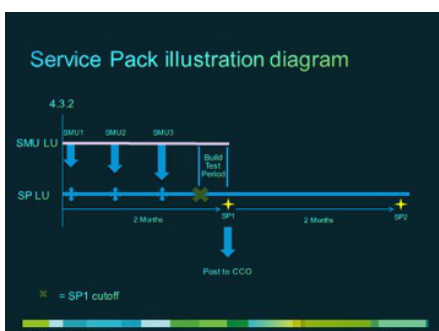 Service Pack illustration diagram
4.3.2
SMU1 SMU2 SMU3
SMU LU
Build
Test
Period
SP LU
SP1 SP2
2 Months 2 Months
Post to CCO
= SP1 cutoff